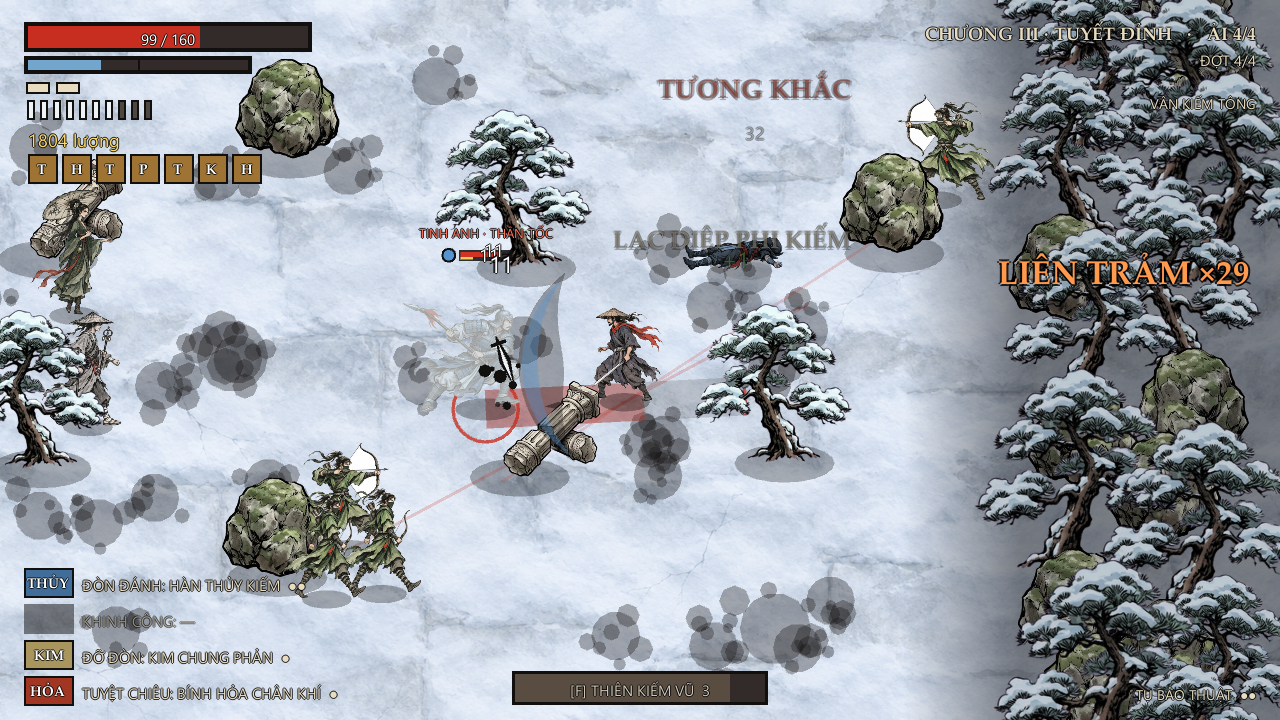 99 / 160
1804 lượng
T H T P T K H
CHƯƠNG III · TUYẾT ĐỈNH ẢI 4/4
ĐỢT 4/4
VẠN KIẾM TÔNG
TƯƠNG KHẮC
32
LẠC DIỆP PHI KIẾM
TINH ANH · THẦN TỐC
11
11
LIÊN TRẢM ×29
THỦY ĐÒN ĐÁNH: HÀN THỦY KIẾM
KHINH CÔNG: —
KIM ĐỠ ĐÒN: KIM CHUNG PHẢN
HỎA TUYỆT CHIÊU: BÍNH HỎA CHÂN KHÍ
[F] THIÊN KIẾM VŨ 3
TỤ BẢO THUẬT